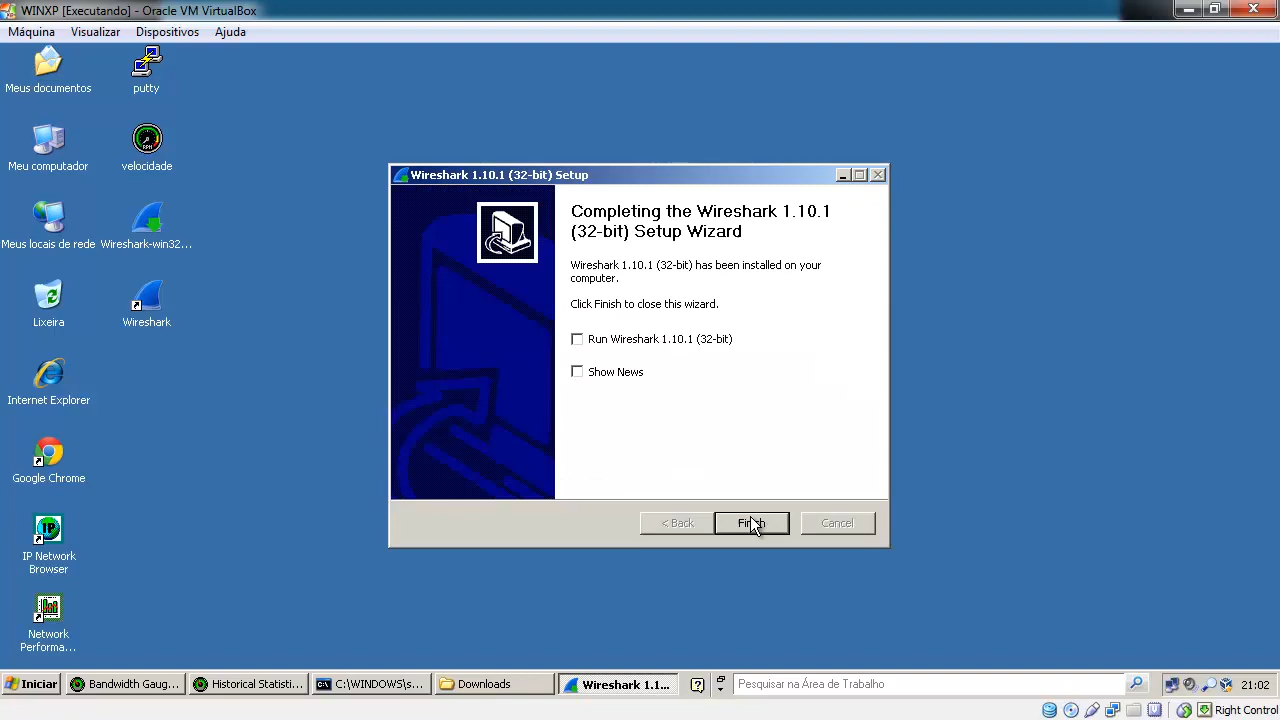 WINXP [Executando] - Oracle VM VirtualBox
Máquina Visualizar Dispositivos Ajuda
Meus documentos
putty
Meu computador
velocidade
Meus locais de rede
Wireshark-win32...
Lixeira
Wireshark
Internet Explorer
Google Chrome
IP
IP Network
Browser
Network
Performa...
Wireshark 1.10.1 (32-bit) Setup
Completing the Wireshark 1.10.1
(32-bit) Setup Wizard
Wireshark 1.10.1 (32-bit) has been installed on your
computer.
Click Finish to close this wizard.
Run Wireshark 1.10.1 (32-bit)
Show News
< Back Finish Cancel
Iniciar Bandwidth Gaug... Historical Statisti... C:\WINDOWS\s... Downloads Wireshark 1.1... Pesquisar na Área de Trabalho 21:02
Right Control